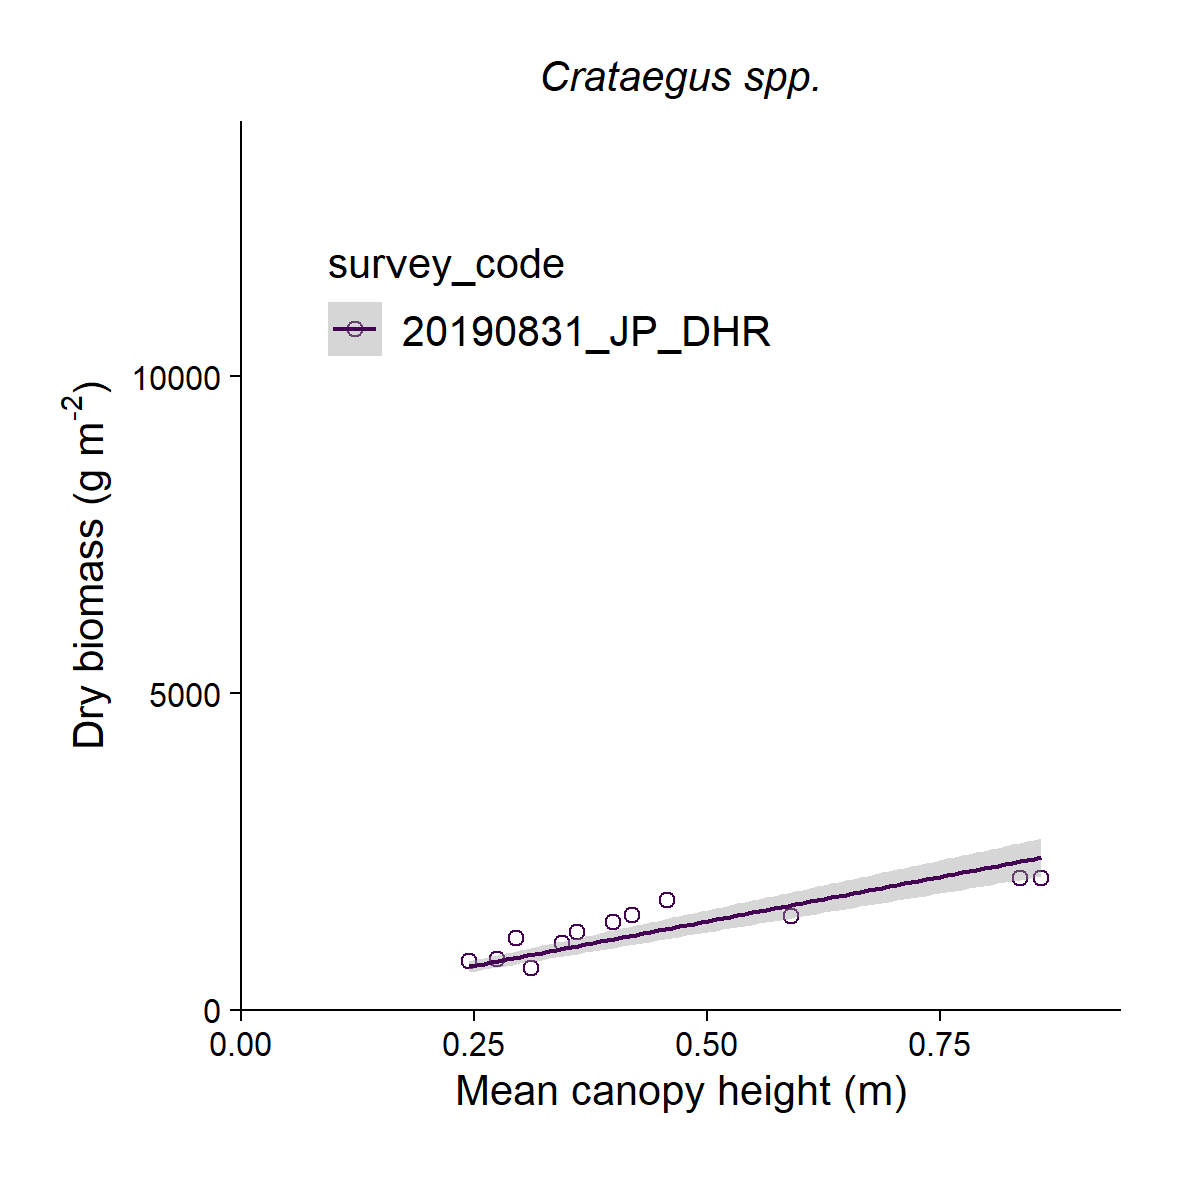 Crataegus spp.
survey_code
20190831_JP_DHR
Dry biomass (g m⁻²)
10000
5000
0
0.00 0.25 0.50 0.75
Mean canopy height (m)